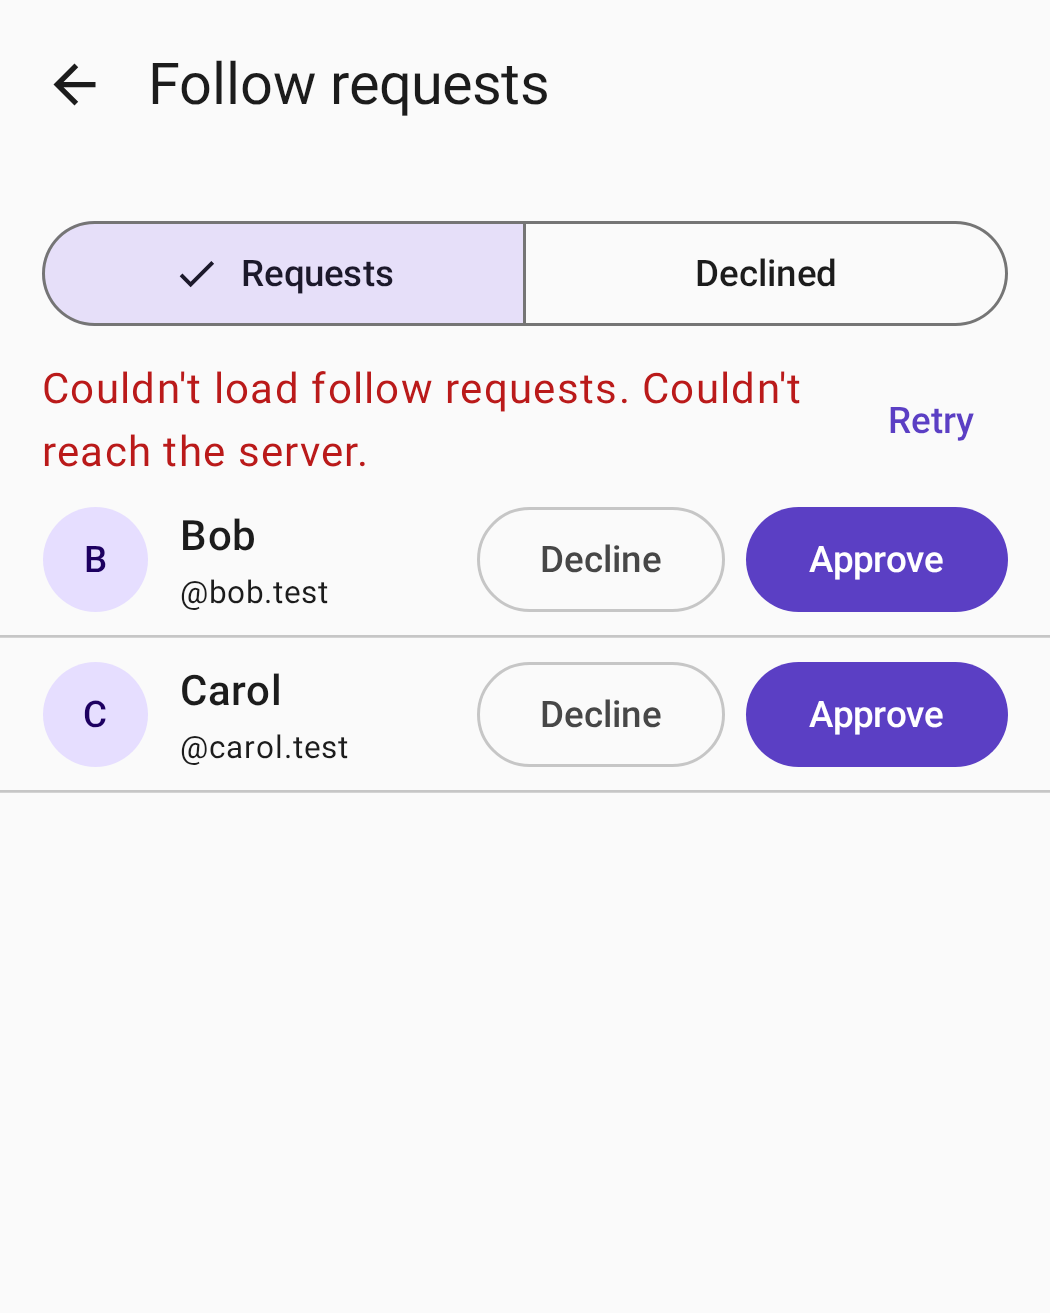 Follow requests
Requests
Declined
Couldn't load follow requests. Couldn't
reach the server.
Retry
B
Bob
@bob.test
Decline
Approve
C
Carol
@carol.test
Decline
Approve